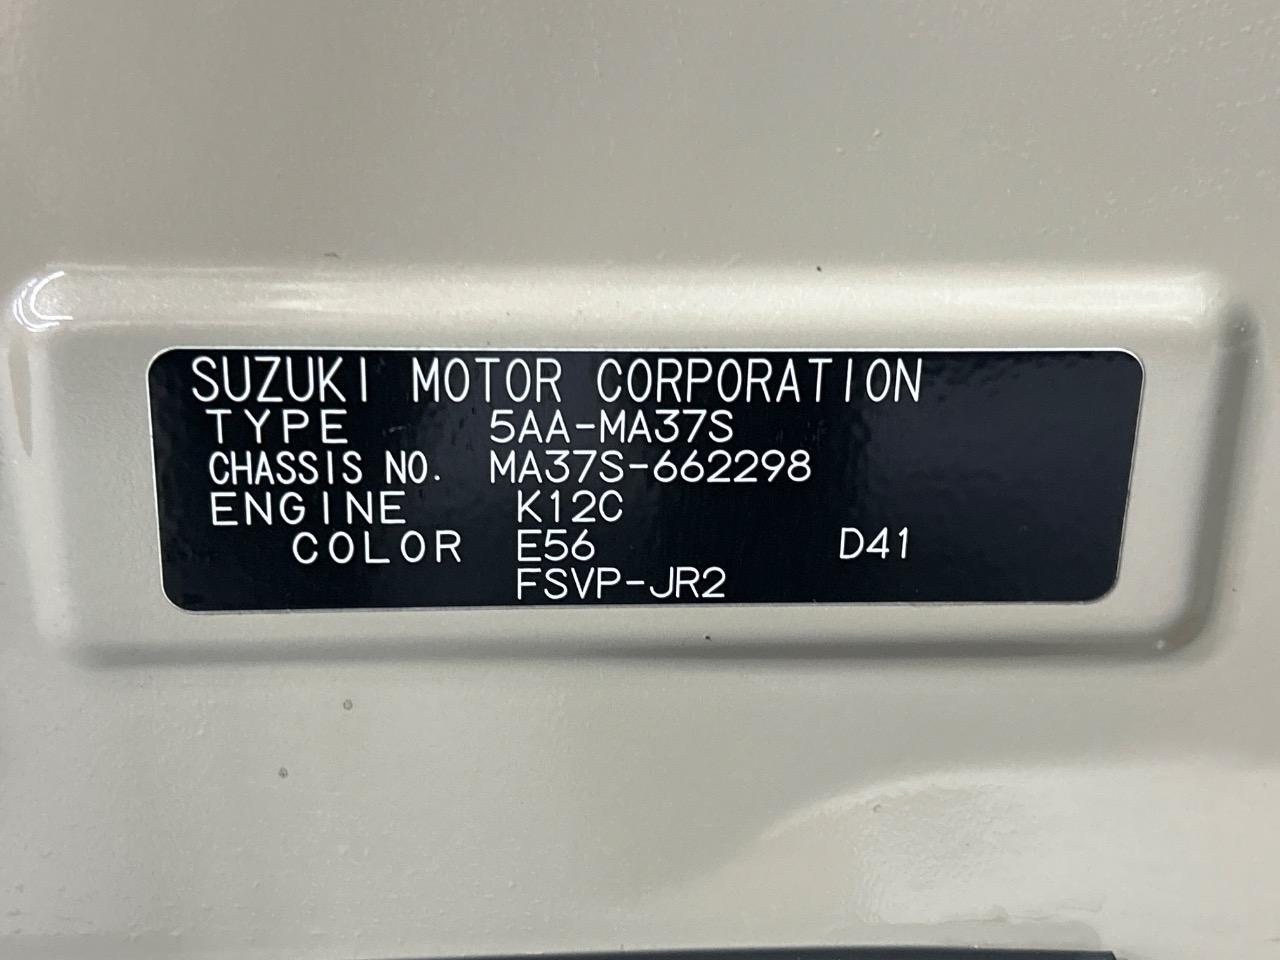 SUZUKI MOTOR CORPORATION
TYPE 5AA-MA37S
CHASSIS NO. MA37S-662298
ENGINE K12C
COLOR E56 D41
FSVP-JR2